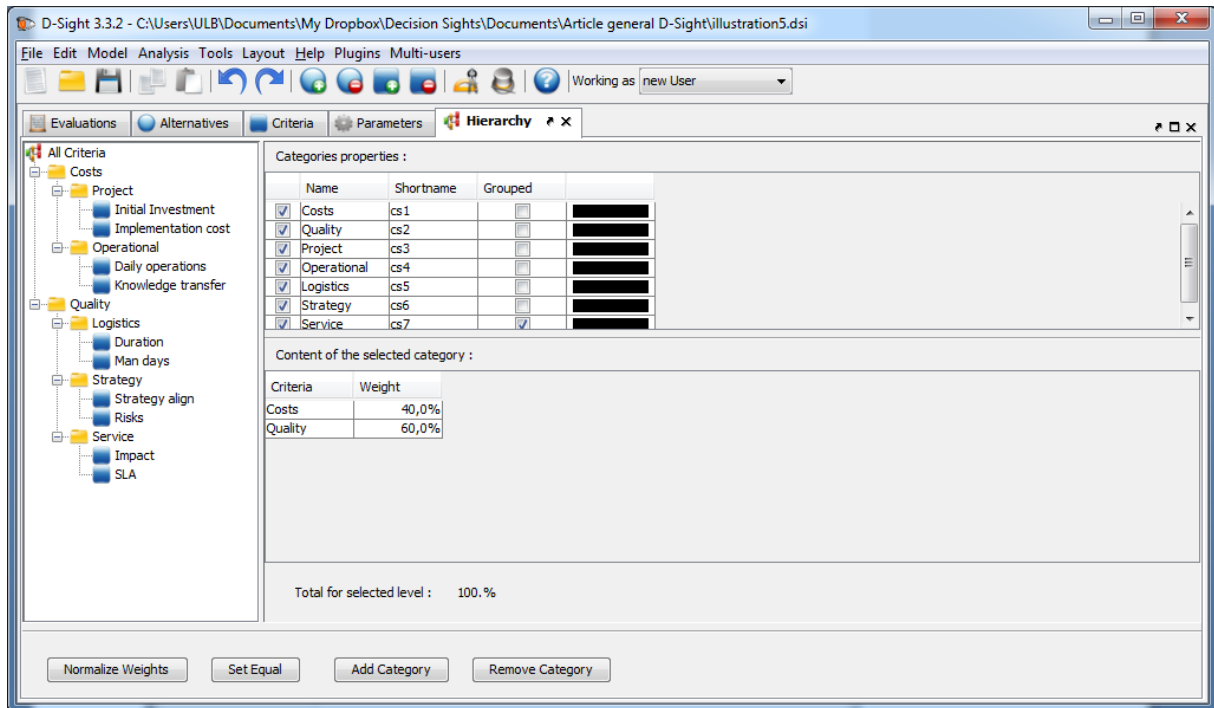 D-Sight 3.3.2 - C:\Users\ULB\Documents\My Dropbox\Decision Sights\Documents\Article general D-Sight\illustration5.dsi
File Edit Model Analysis Tools Layout Help Plugins Multi-users
Working as new User
Evaluations Alternatives Criteria Parameters Hierarchy
All Criteria
Costs
Project
Initial Investment
Implementation cost
Operational
Daily operations
Knowledge transfer
Quality
Logistics
Duration
Man days
Strategy
Strategy align
Risks
Service
Impact
SLA
Categories properties :
Name Shortname Grouped
Costs cs1
Quality cs2
Project cs3
Operational cs4
Logistics cs5
Strategy cs6
Service cs7
Content of the selected category :
Criteria Weight
Costs 40,0%
Quality 60,0%
Total for selected level : 100.%
Normalize Weights Set Equal Add Category Remove Category